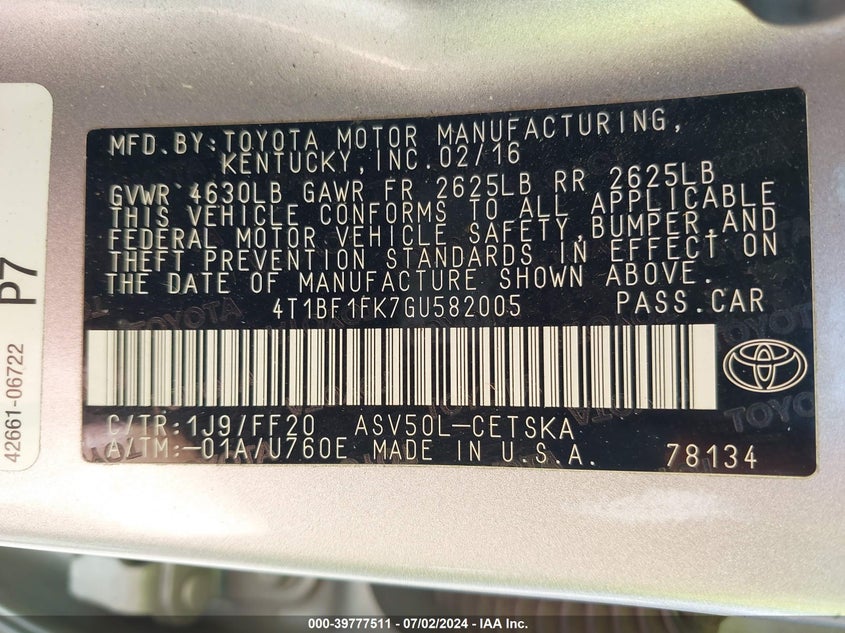 MFD. BY: TOYOTA MOTOR MANUFACTURING,
KENTUCKY, INC. 02/16
GVWR 4630LB GAWR FR 2625LB RR 2625LB
THIS VEHICLE CONFORMS TO ALL APPLICABLE
FEDERAL MOTOR VEHICLE SAFETY, BUMPER, AND
THEFT PREVENTION STANDARDS IN EFFECT ON
THE DATE OF MANUFACTURE SHOWN ABOVE.
4T1BF1FK7GU582005 PASS. CAR
C/TR: 1J9/FF20 ASV50L-CETSKA
A/TM: -01A/U760E MADE IN U.S.A. 78134
P7
42661-06722
TOYOTA
000-39777511 - 07/02/2024 - IAA Inc.